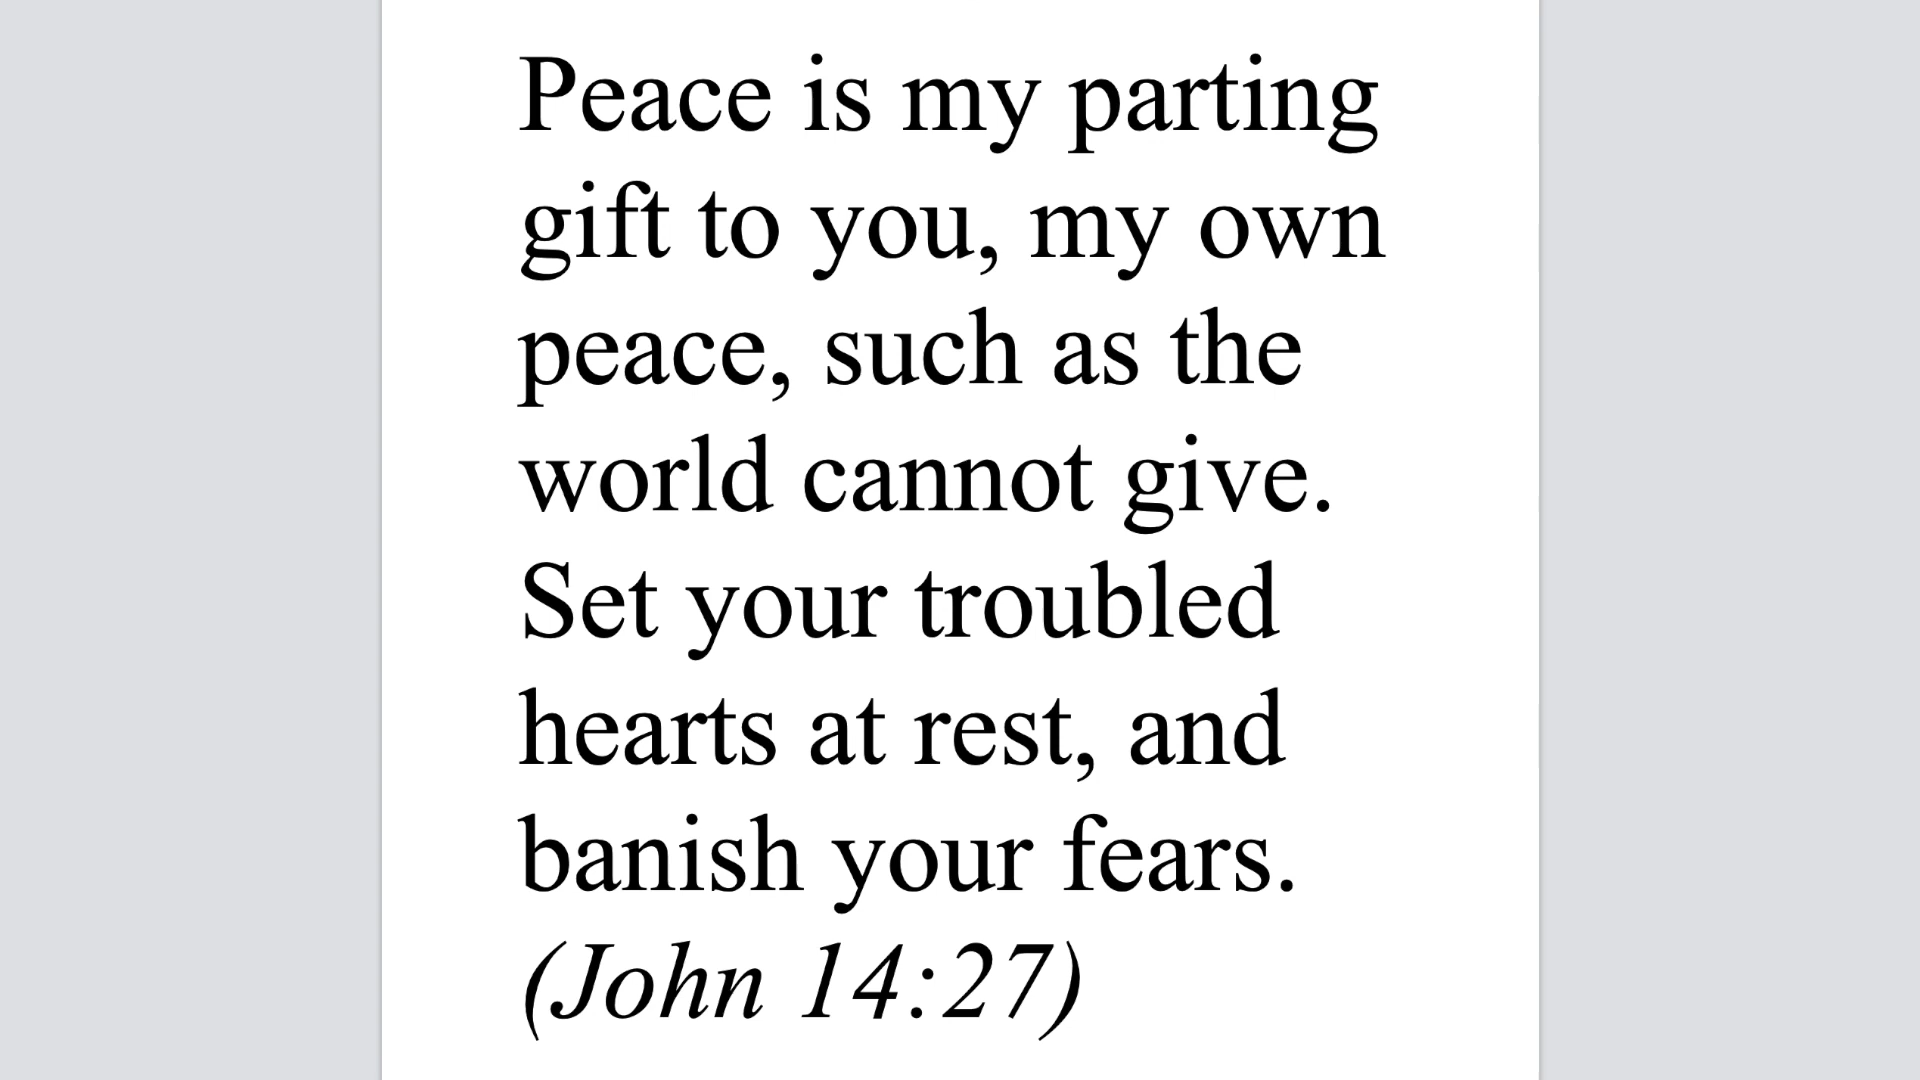 Peace is my parting
gift to you, my own
peace, such as the
world cannot give.
Set your troubled
hearts at rest, and
banish your fears.
(John 14:27)